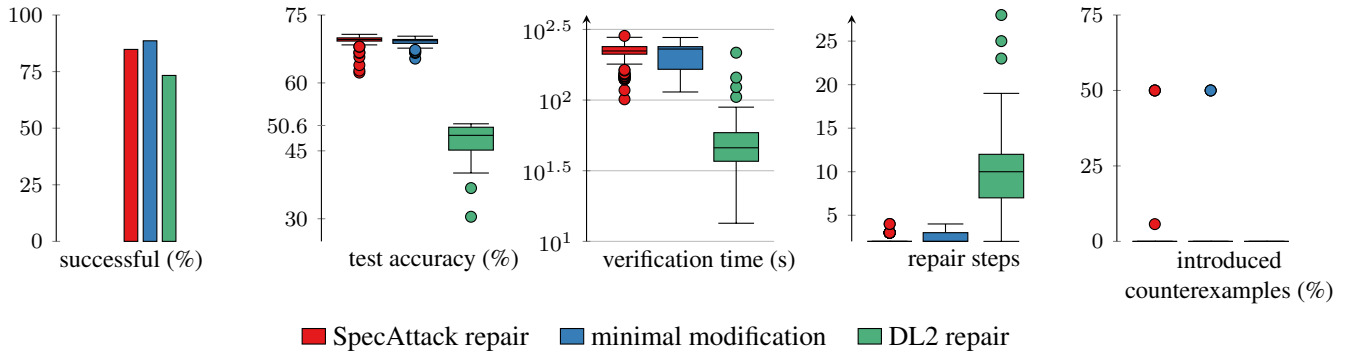 100
75
50
25
0
successful (%)
75
60
50.6
45
30
test accuracy (%)
10^2.5
10^2
10^1.5
10^1
verification time (s)
25
20
15
10
5
repair steps
75
50
25
0
introduced
counterexamples (%)
SpecAttack repair
minimal modification
DL2 repair